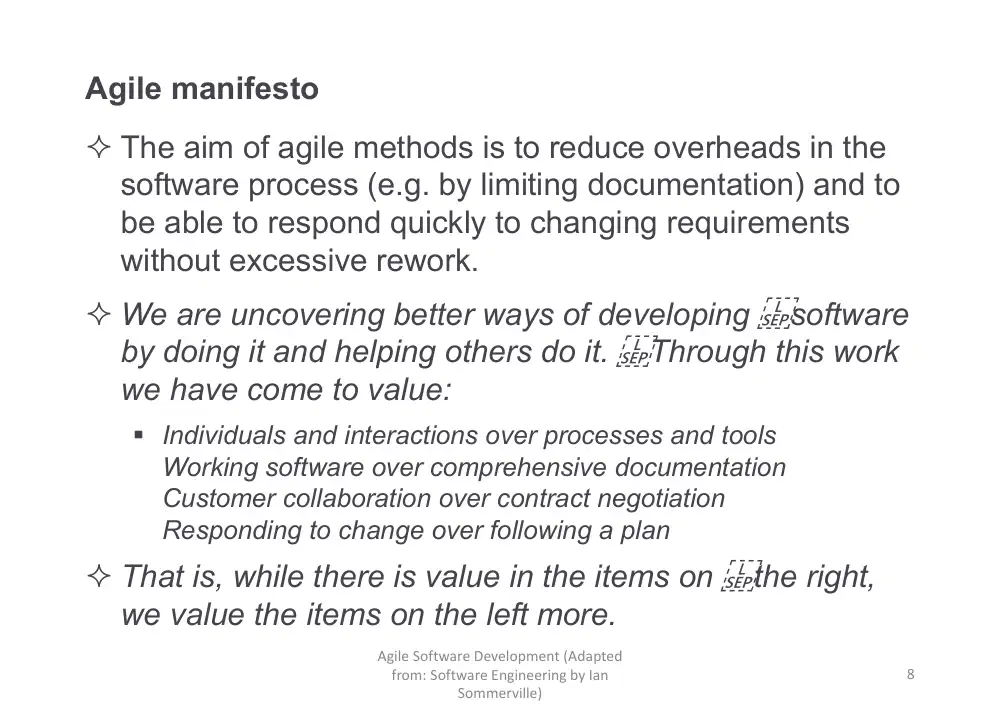 Agile manifesto
✧ The aim of agile methods is to reduce overheads in the
software process (e.g. by limiting documentation) and to
be able to respond quickly to changing requirements
without excessive rework.
✧ We are uncovering better ways of developing L SEP software
by doing it and helping others do it. L SEP Through this work
we have come to value:
▪ Individuals and interactions over processes and tools
Working software over comprehensive documentation
Customer collaboration over contract negotiation
Responding to change over following a plan
✧ That is, while there is value in the items on L SEP the right,
we value the items on the left more.
Agile Software Development (Adapted
from: Software Engineering by Ian
Sommerville)
8